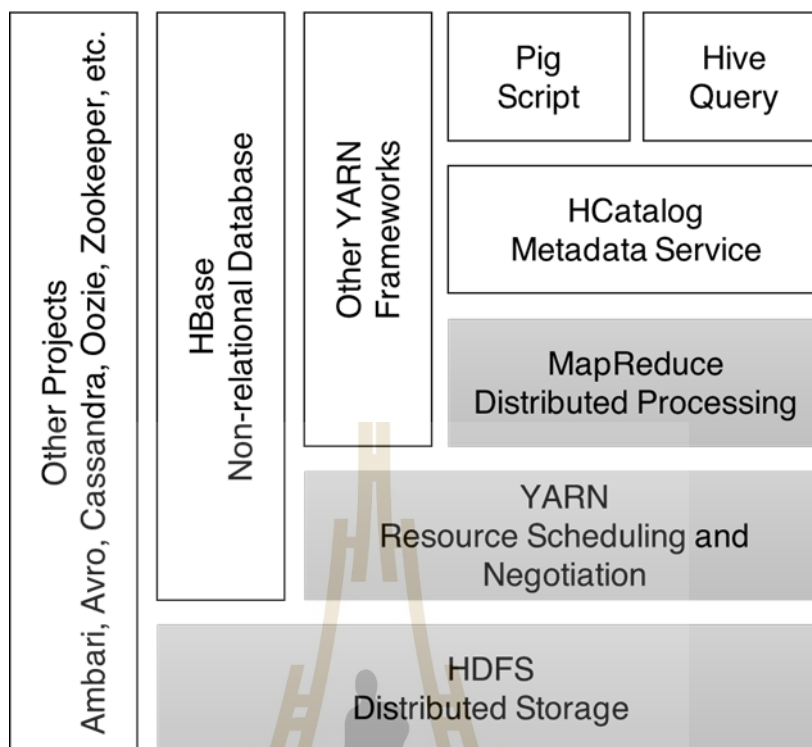 Other Projects
Ambari, Avro, Cassandra, Oozie, Zookeeper, etc.
HBase
Non-relational Database
Other YARN
Frameworks
Pig
Script
Hive
Query
HCatalog
Metadata Service
MapReduce
Distributed Processing
YARN
Resource Scheduling and
Negotiation
HDFS
Distributed Storage